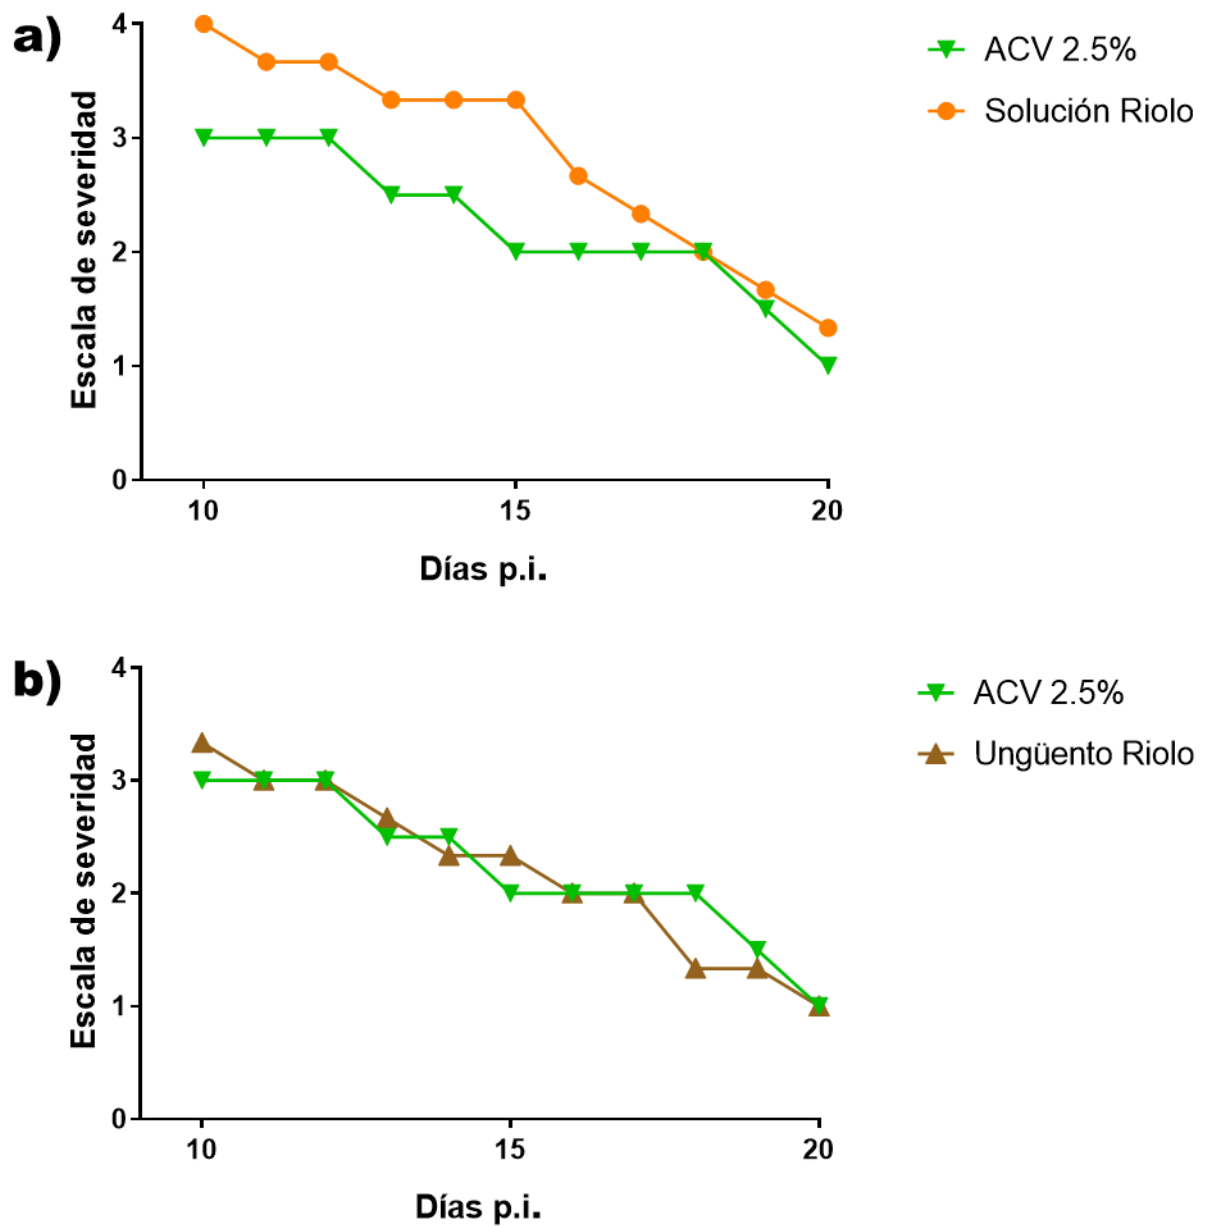 a)
4
3
2
1
0
Escala de severidad
10 15 20
Días p.i.
ACV 2.5%
Solución Riolo
b)
4
3
2
1
0
Escala de severidad
10 15 20
Días p.i.
ACV 2.5%
Ungüento Riolo